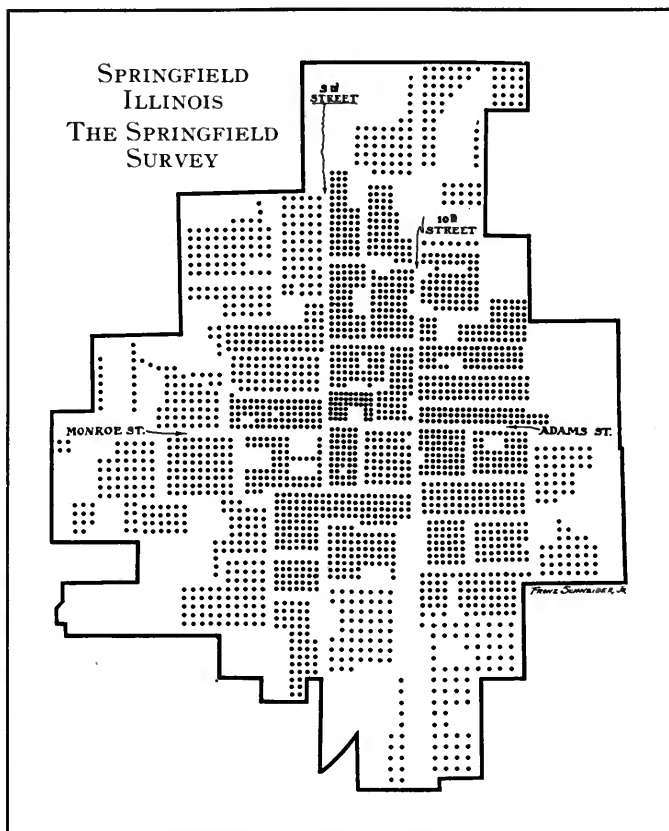 SPRINGFIELD
ILLINOIS
THE SPRINGFIELD
SURVEY
3rd
STREET
10th
STREET
MONROE ST.
ADAMS ST.
FRANZ SCHNEIDER, Jr